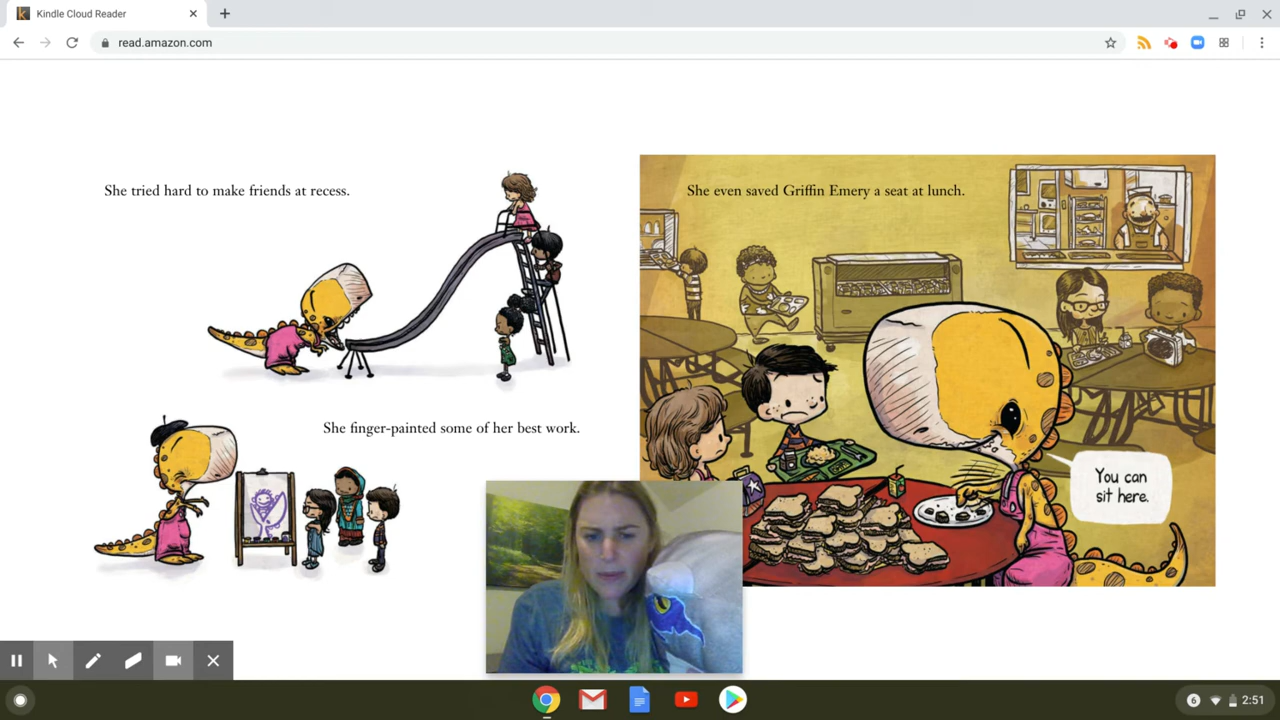 Kindle Cloud Reader
read.amazon.com
She tried hard to make friends at recess.
She finger-painted some of her best work.
She even saved Griffin Emery a seat at lunch.
You can
sit here.
6 2:51